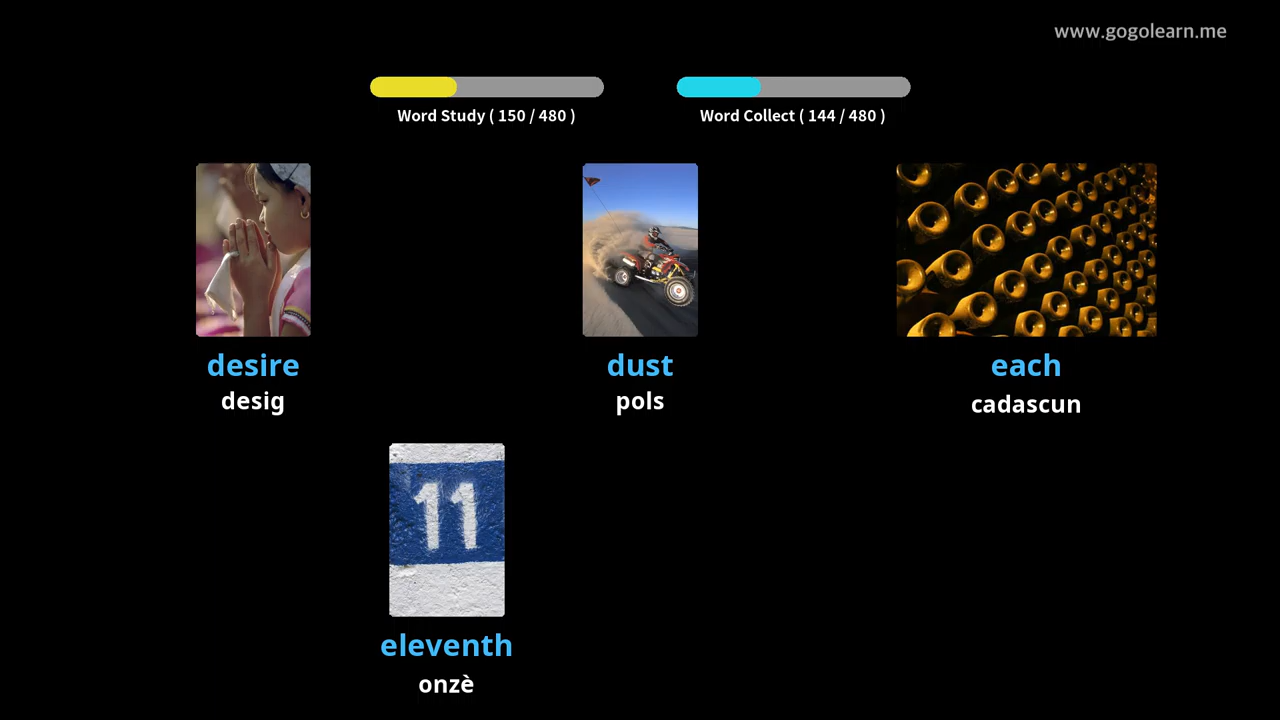 www.gogolearn.me
Word Study ( 150 / 480 )
Word Collect ( 144 / 480 )
desire
desig
dust
pols
each
cadascun
11
eleventh
onzè